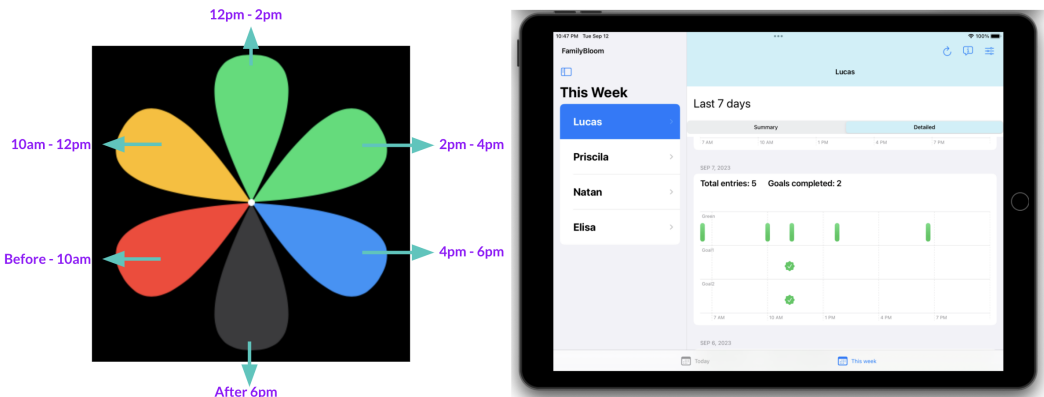 12pm - 2pm
10am - 12pm
2pm - 4pm
Before - 10am
4pm - 6pm
After 6pm
10:47 PM Tue Sep 12
100%
FamilyBloom
Lucas
This Week
Last 7 days
Lucas
Summary
Detailed
7 AM 10 AM 1 PM 4 PM 7 PM
Priscila
SEP 7, 2023
Total entries: 5 Goals completed: 2
Natan
Green
Elisa
Goal1
Goal2
7 AM 10 AM 1 PM 4 PM 7 PM
SEP 6, 2023
Today
This week